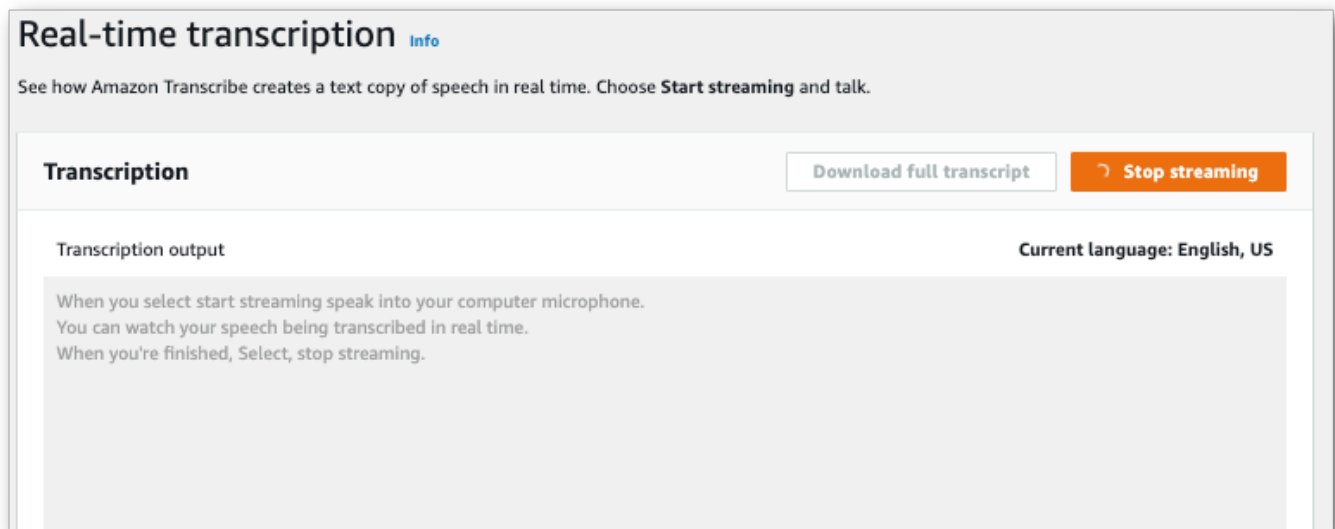 Real-time transcription Info
See how Amazon Transcribe creates a text copy of speech in real time. Choose Start streaming and talk.
Transcription
Download full transcript
Stop streaming
Transcription output
Current language: English, US
When you select start streaming speak into your computer microphone.
You can watch your speech being transcribed in real time.
When you're finished, Select, stop streaming.